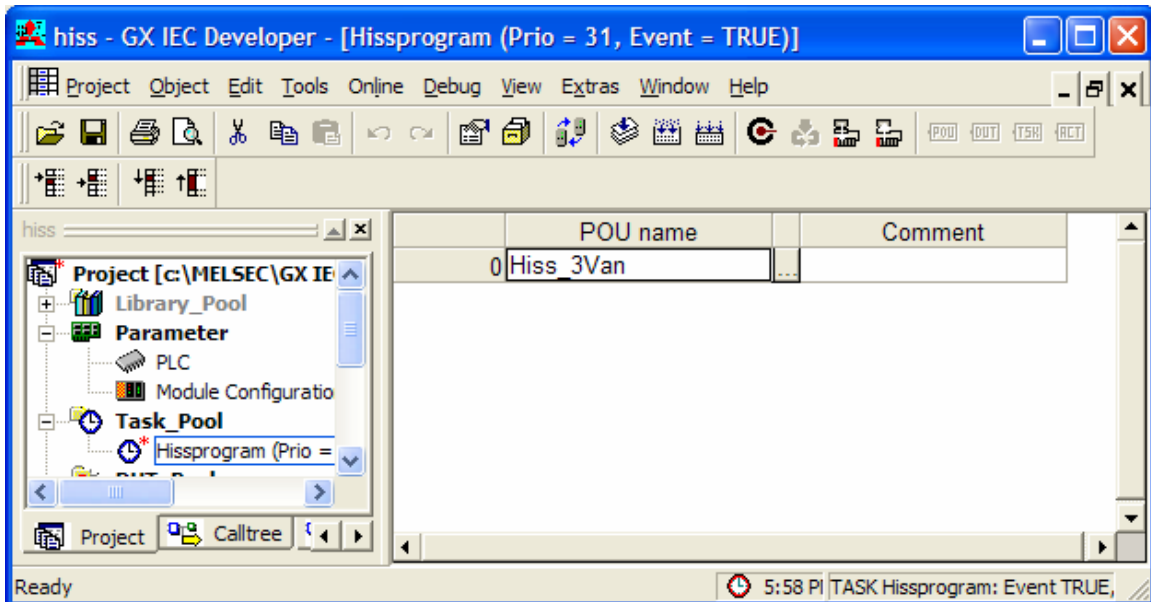 hiss - GX IEC Developer - [Hissprogram (Prio = 31, Event = TRUE)]
Project Object Edit Tools Online Debug View Extras Window Help
POU DUT TSK ACT
hiss
POU name Comment
0 Hiss_3Van ...
Project [c:\MELSEC\GX IE
Library_Pool
Parameter
PLC
Module Configuratio
Task_Pool
Hissprogram (Prio =
Project Calltree
Ready 5:58 P TASK Hissprogram: Event TRUE,